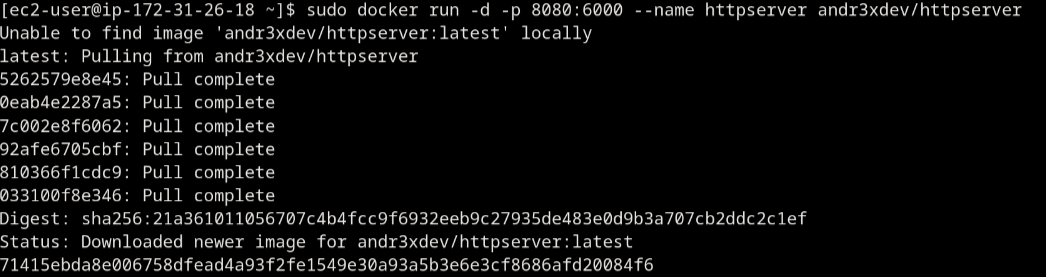 [ec2-user@ip-172-31-26-18 ~]$ sudo docker run -d -p 8080:6000 --name httpserver andr3xdev/httpserver
Unable to find image 'andr3xdev/httpserver:latest' locally
latest: Pulling from andr3xdev/httpserver
5262579e8e45: Pull complete
0eab4e2287a5: Pull complete
7c002e8f6062: Pull complete
92afe6705cbf: Pull complete
810366f1cdc9: Pull complete
033100f8e346: Pull complete
Digest: sha256:21a361011056707c4b4fcc9f6932eeb9c27935de483e0d9b3a707cb2ddc2c1ef
Status: Downloaded newer image for andr3xdev/httpserver:latest
71415ebda8e006758dfead4a93f2fe1549e30a93a5b3e6e3cf8686afd20084f6